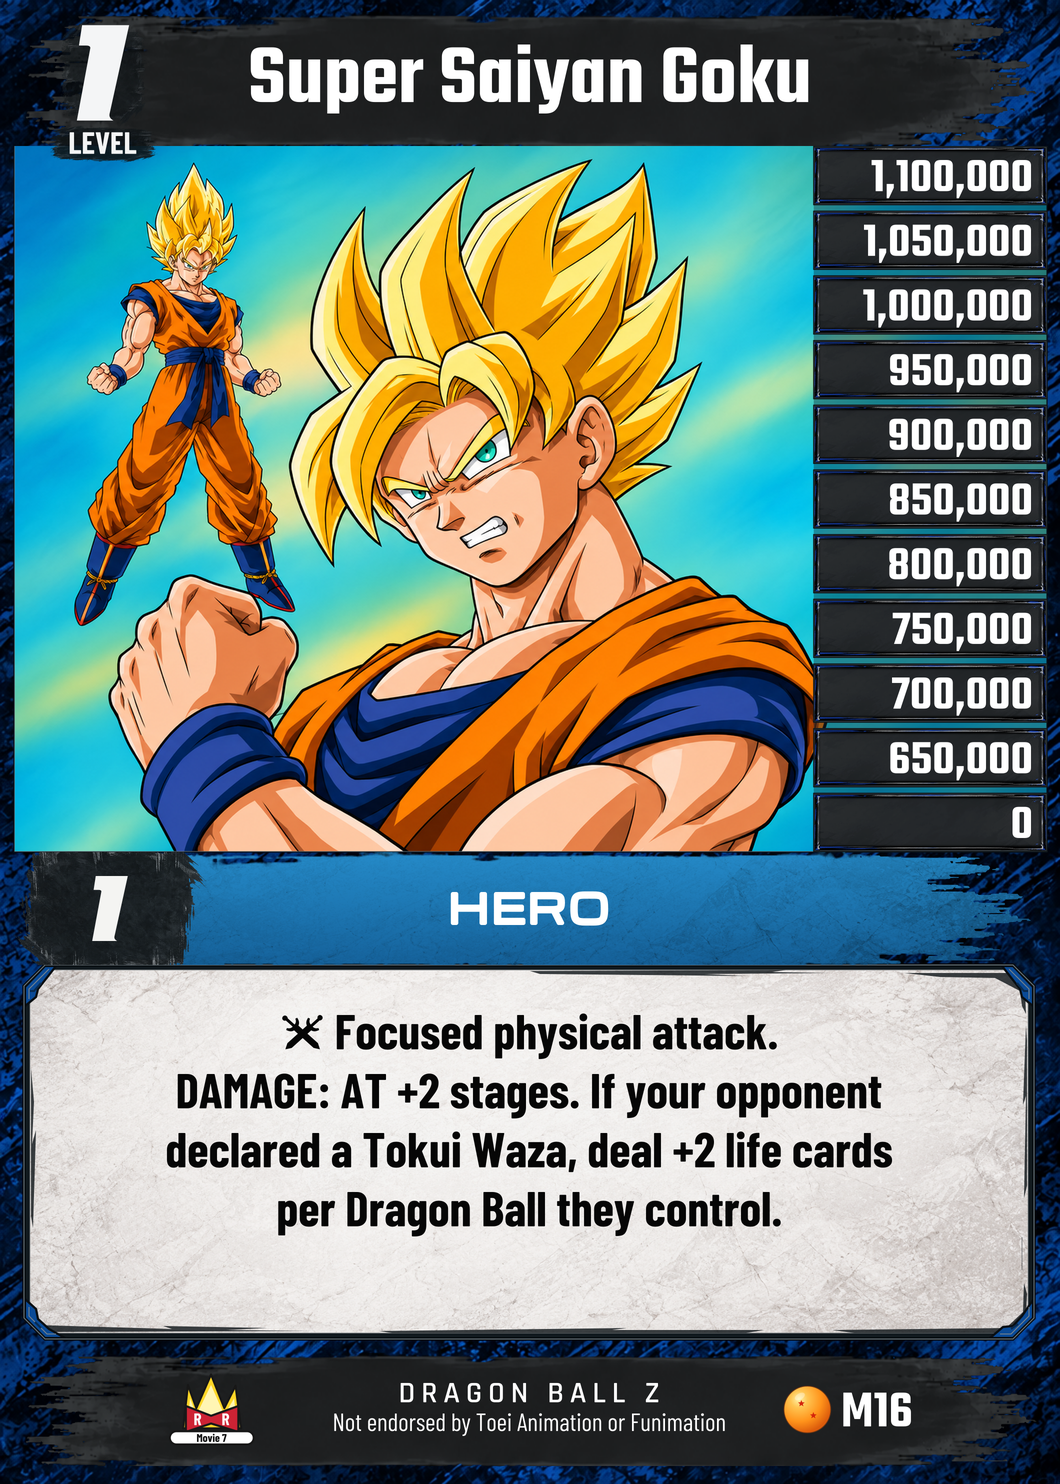 1
LEVEL
Super Saiyan Goku
1,100,000
1,050,000
1,000,000
950,000
900,000
850,000
800,000
750,000
700,000
650,000
0
1
HERO
Focused physical attack.
DAMAGE: AT +2 stages. If your opponent
declared a Tokui Waza, deal +2 life cards
per Dragon Ball they control.
R R
Movie 7
DRAGON BALL Z
Not endorsed by Toei Animation or Funimation
M16